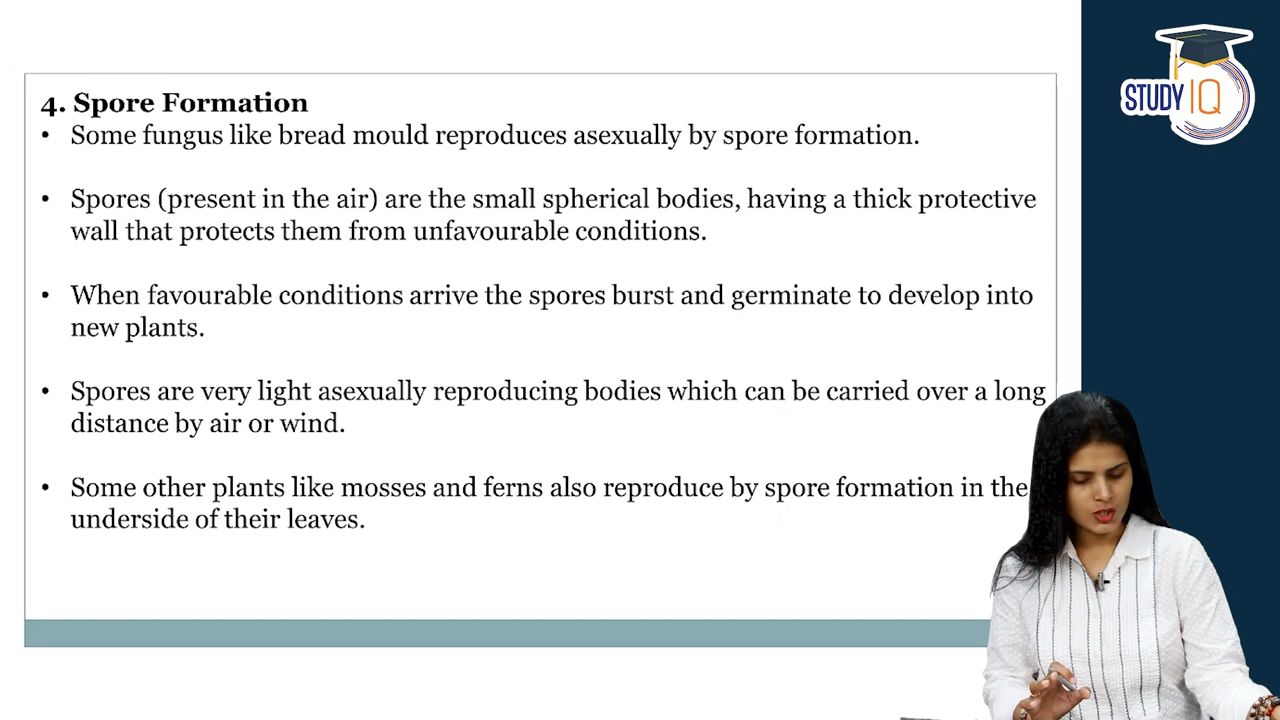 4. Spore Formation
• Some fungus like bread mould reproduces asexually by spore formation.
• Spores (present in the air) are the small spherical bodies, having a thick protective
wall that protects them from unfavourable conditions.
• When favourable conditions arrive the spores burst and germinate to develop into
new plants.
• Spores are very light asexually reproducing bodies which can be carried over a long
distance by air or wind.
• Some other plants like mosses and ferns also reproduce by spore formation in the
underside of their leaves.
STUDY IQ